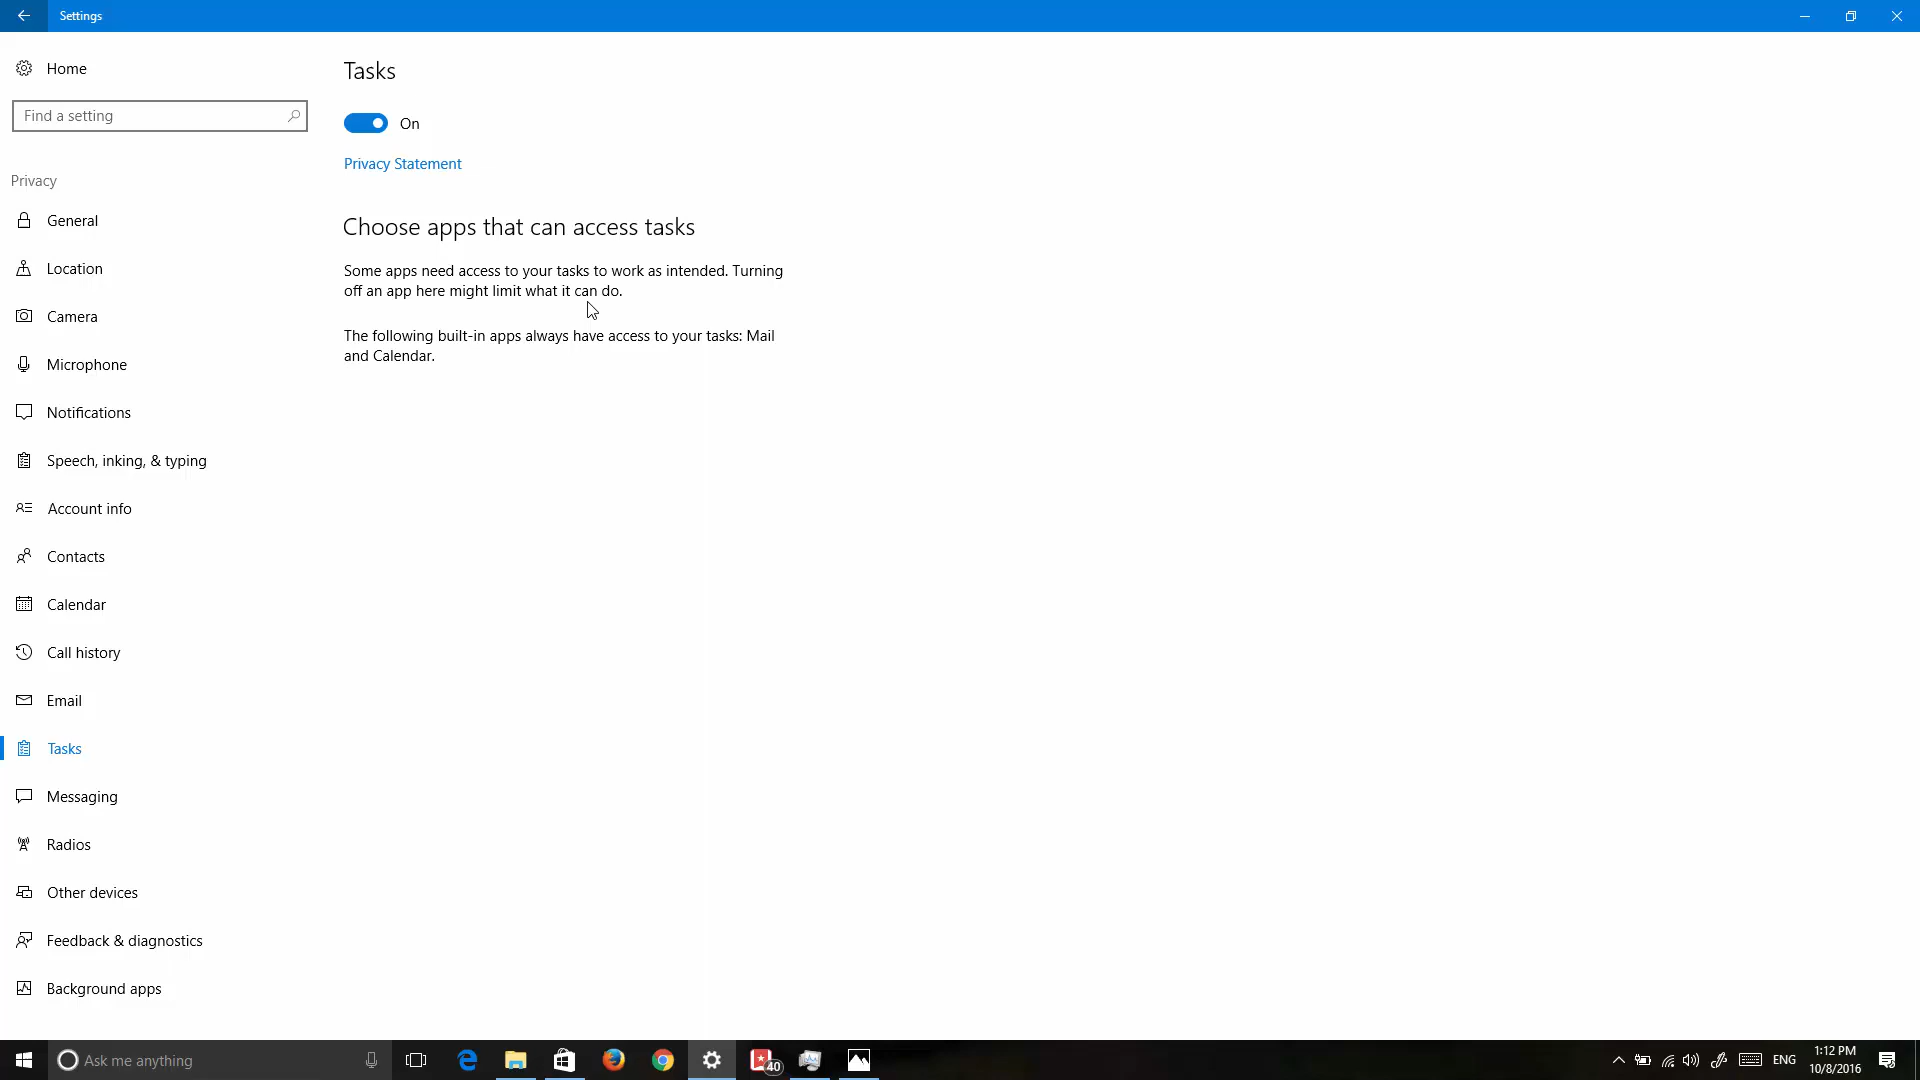 Settings
Home
Find a setting
Privacy
General
Location
Camera
Microphone
Notifications
Speech, inking, & typing
Account info
Contacts
Calendar
Call history
Email
Tasks
Messaging
Radios
Other devices
Feedback & diagnostics
Background apps
Tasks
On
Privacy Statement
Choose apps that can access tasks
Some apps need access to your tasks to work as intended. Turning
off an app here might limit what it can do.
The following built-in apps always have access to your tasks: Mail
and Calendar.
Ask me anything
40
ENG
1:12 PM
10/8/2016